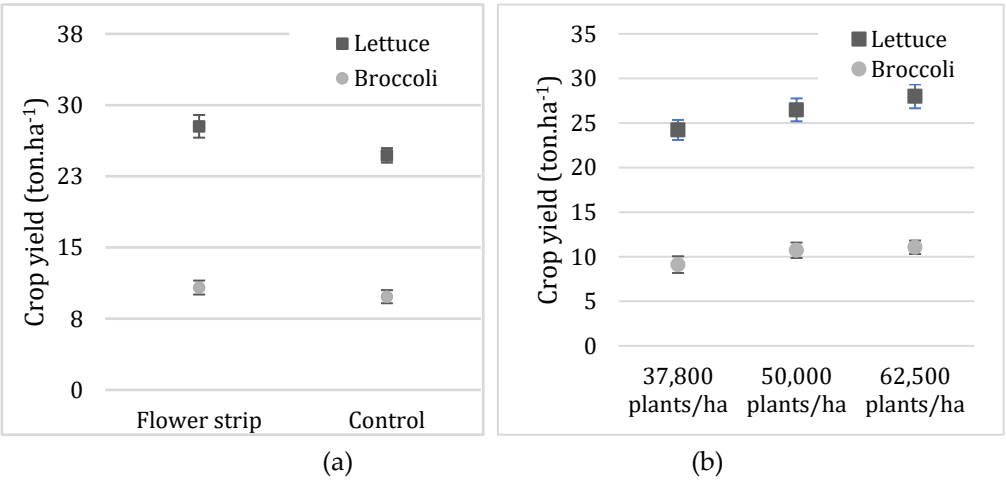 38
30
23
15
8
0
Crop yield (ton.ha-1)
Lettuce
Broccoli
Flower strip
Control
(a)
35
30
25
20
15
10
5
0
Crop yield (ton.ha-1)
Lettuce
Broccoli
37,800
plants/ha
50,000
plants/ha
62,500
plants/ha
(b)